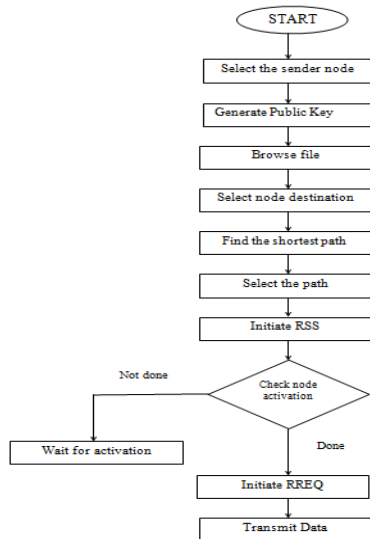 START
Select the sender node
Generate Public Key
Browse file
Select node destination
Find the shortest path
Select the path
Initiate RSS
Check node
activation
Not done
Wait for activation
Done
Initiate RREQ
Transmit Data